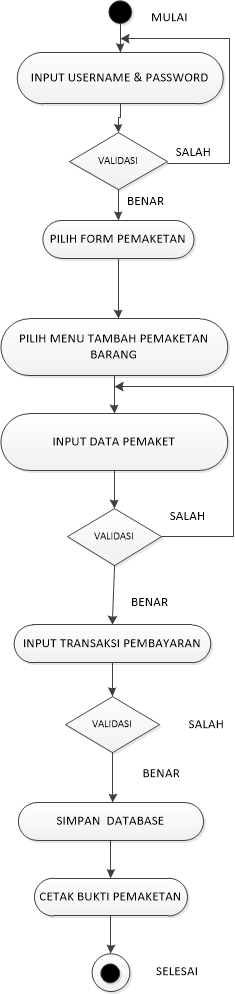 MULAI
INPUT USERNAME & PASSWORD
VALIDASI
SALAH
BENAR
PILIH FORM PEMAKETAN
PILIH MENU TAMBAH PEMAKETAN
BARANG
INPUT DATA PEMAKET
SALAH
VALIDASI
BENAR
INPUT TRANSAKSI PEMBAYARAN
VALIDASI
SALAH
BENAR
SIMPAN DATABASE
CETAK BUKTI PEMAKETAN
SELESAI